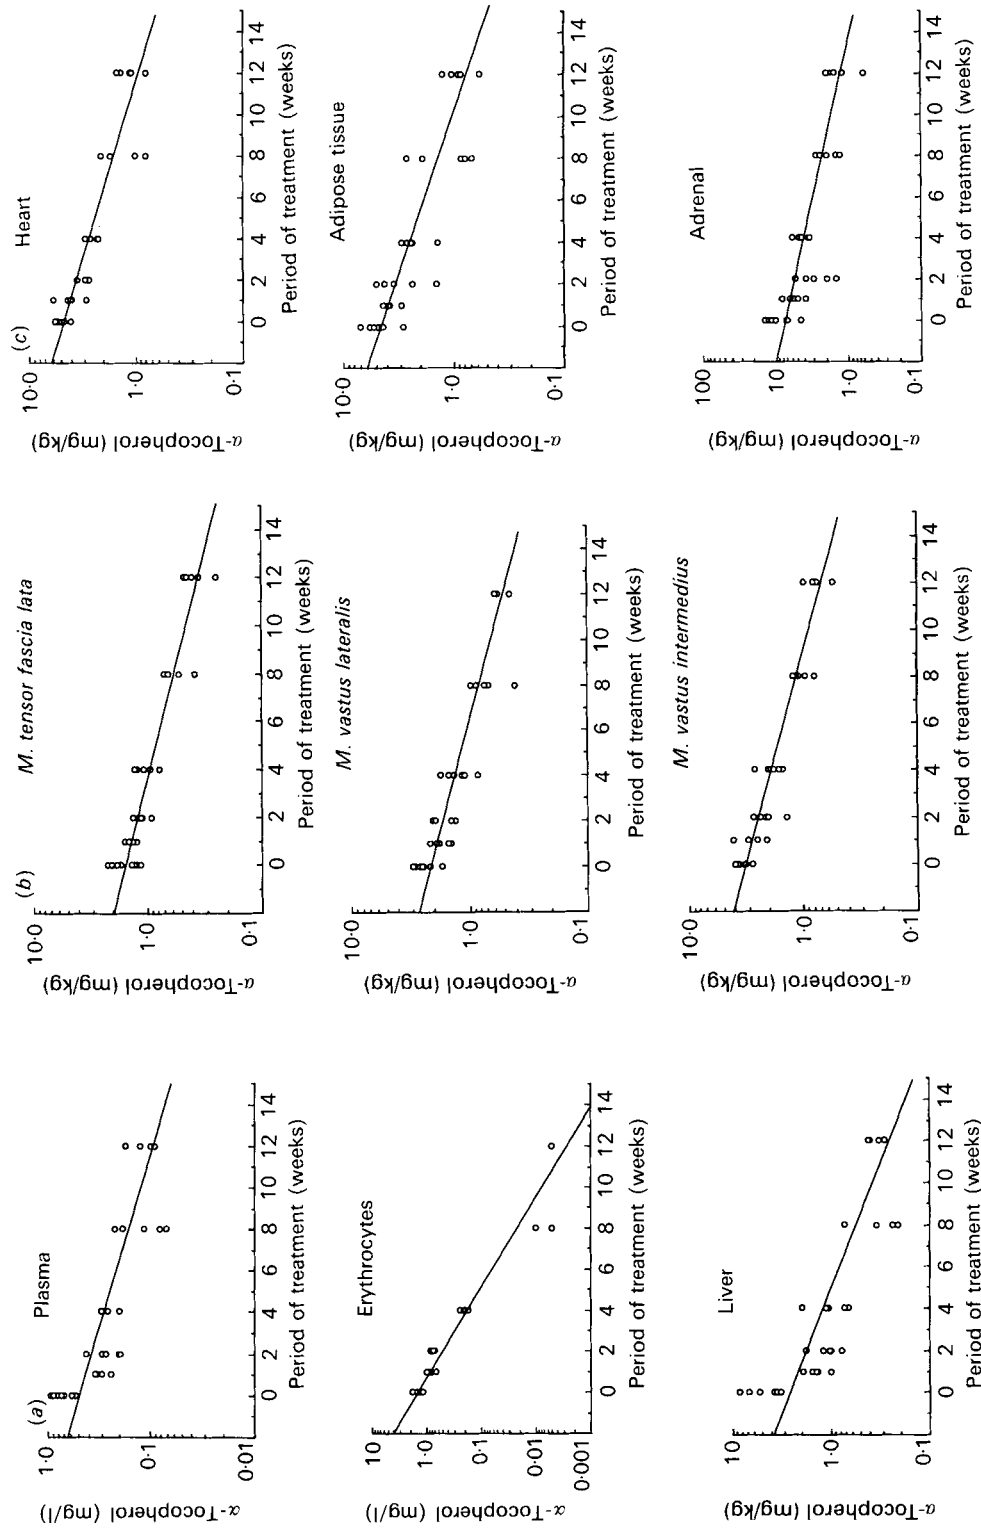 (a)
Plasma
α-Tocopherol (mg/l)
1·0
0·1
0·01
0 2 4 6 8 10 12 14
Period of treatment (weeks)
(b)
M. tensor fascia lata
α-Tocopherol (mg/kg)
10·0
1·0
0·1
0 2 4 6 8 10 12 14
Period of treatment (weeks)
(c)
Heart
α-Tocopherol (mg/kg)
10·0
1·0
0·1
0 2 4 6 8 10 12 14
Period of treatment (weeks)
Erythrocytes
α-Tocopherol (mg/l)
10
1·0
0·1
0·01
0·001
0 2 4 6 8 10 12 14
Period of treatment (weeks)
M. vastus lateralis
α-Tocopherol (mg/kg)
10·0
1·0
0·1
0 2 4 6 8 10 12 14
Period of treatment (weeks)
Adipose tissue
α-Tocopherol (mg/kg)
10·0
1·0
0·1
0 2 4 6 8 10 12 14
Period of treatment (weeks)
Liver
α-Tocopherol (mg/kg)
10
1·0
0·1
0 2 4 6 8 10 12 14
Period of treatment (weeks)
M. vastus intermedius
α-Tocopherol (mg/kg)
10·0
1·0
0·1
0 2 4 6 8 10 12 14
Period of treatment (weeks)
Adrenal
α-Tocopherol (mg/kg)
100
10
1·0
0·1
0 2 4 6 8 10 12 14
Period of treatment (weeks)